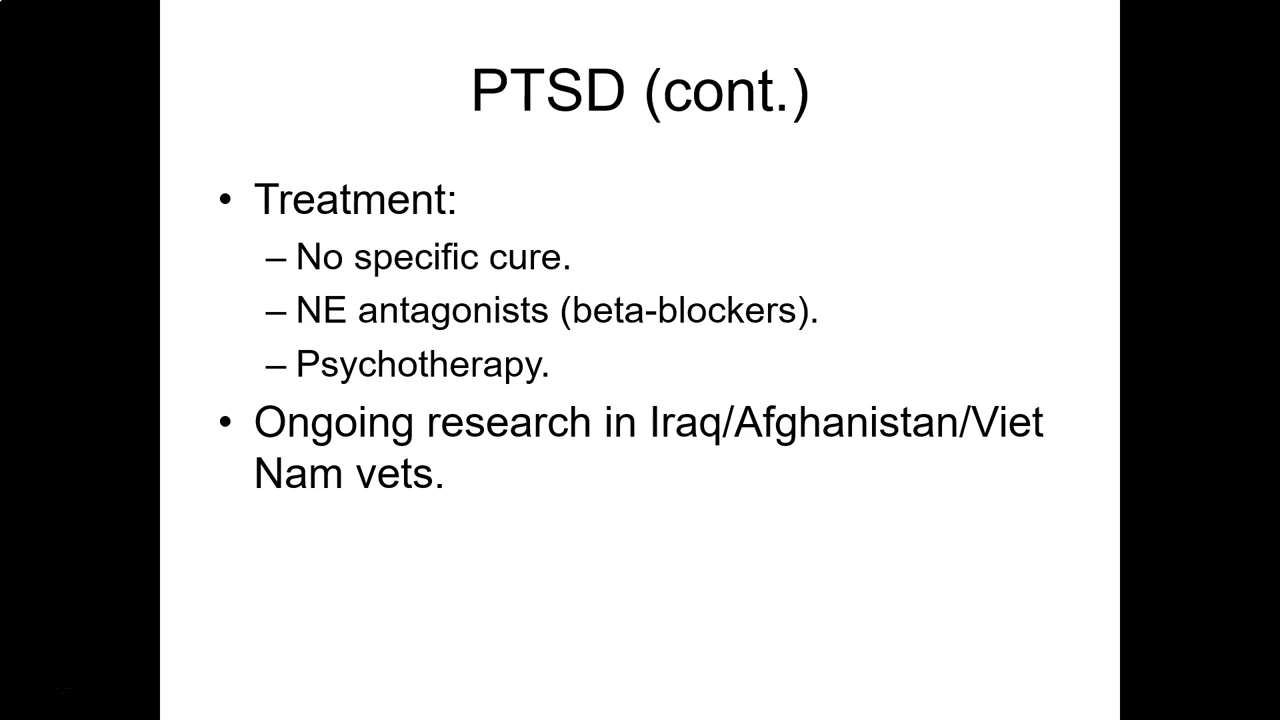 PTSD (cont.)
• Treatment:
– No specific cure.
– NE antagonists (beta-blockers).
– Psychotherapy.
• Ongoing research in Iraq/Afghanistan/Viet
Nam vets.